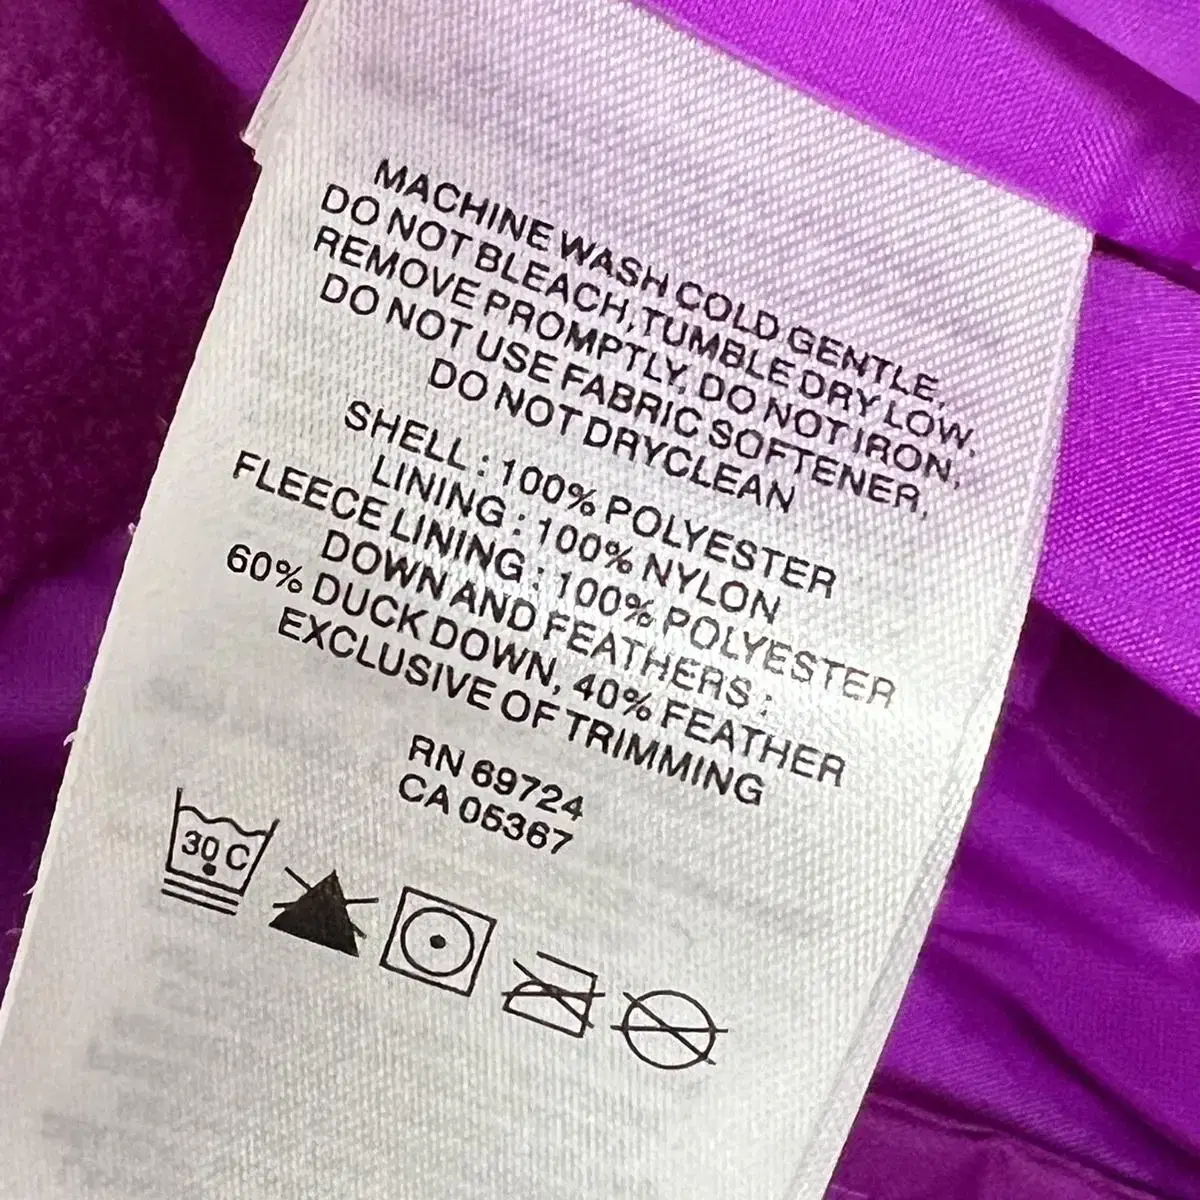 MACHINE WASH COLD GENTLE,
DO NOT BLEACH, TUMBLE DRY LOW,
REMOVE PROMPTLY, DO NOT IRON,
DO NOT USE FABRIC SOFTENER,
DO NOT DRYCLEAN
SHELL : 100% POLYESTER
LINING : 100% NYLON
FLEECE LINING : 100% POLYESTER
DOWN AND FEATHERS :
60% DUCK DOWN, 40% FEATHER
EXCLUSIVE OF TRIMMING
RN 69724
CA 05367
30 C